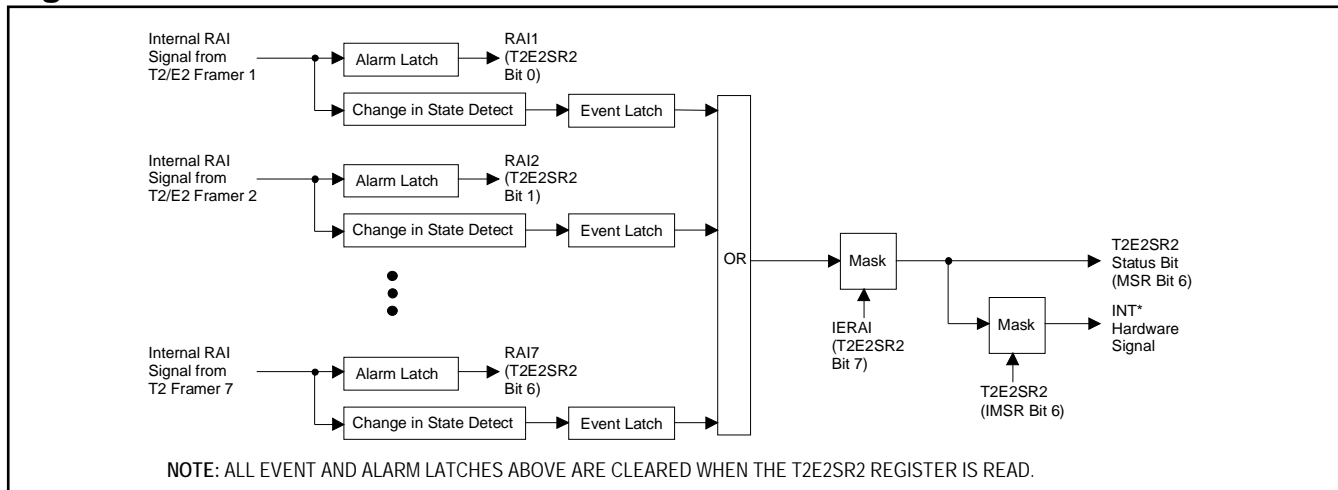 Internal RAI
Signal from
T2/E2 Framer 1
Alarm Latch
RAI1
(T2E2SR2
Bit 0)
Change in State Detect
Event Latch
Internal RAI
Signal from
T2/E2 Framer 2
Alarm Latch
RAI2
(T2E2SR2
Bit 1)
Change in State Detect
Event Latch
OR
Mask
T2E2SR2
Status Bit
(MSR Bit 6)
IERAI
(T2E2SR2
Bit 7)
Mask
INT*
Hardware
Signal
T2E2SR2
(IMSR Bit 6)
Internal RAI
Signal from
T2 Framer 7
Alarm Latch
RAI7
(T2E2SR2
Bit 6)
Change in State Detect
Event Latch
NOTE: ALL EVENT AND ALARM LATCHES ABOVE ARE CLEARED WHEN THE T2E2SR2 REGISTER IS READ.